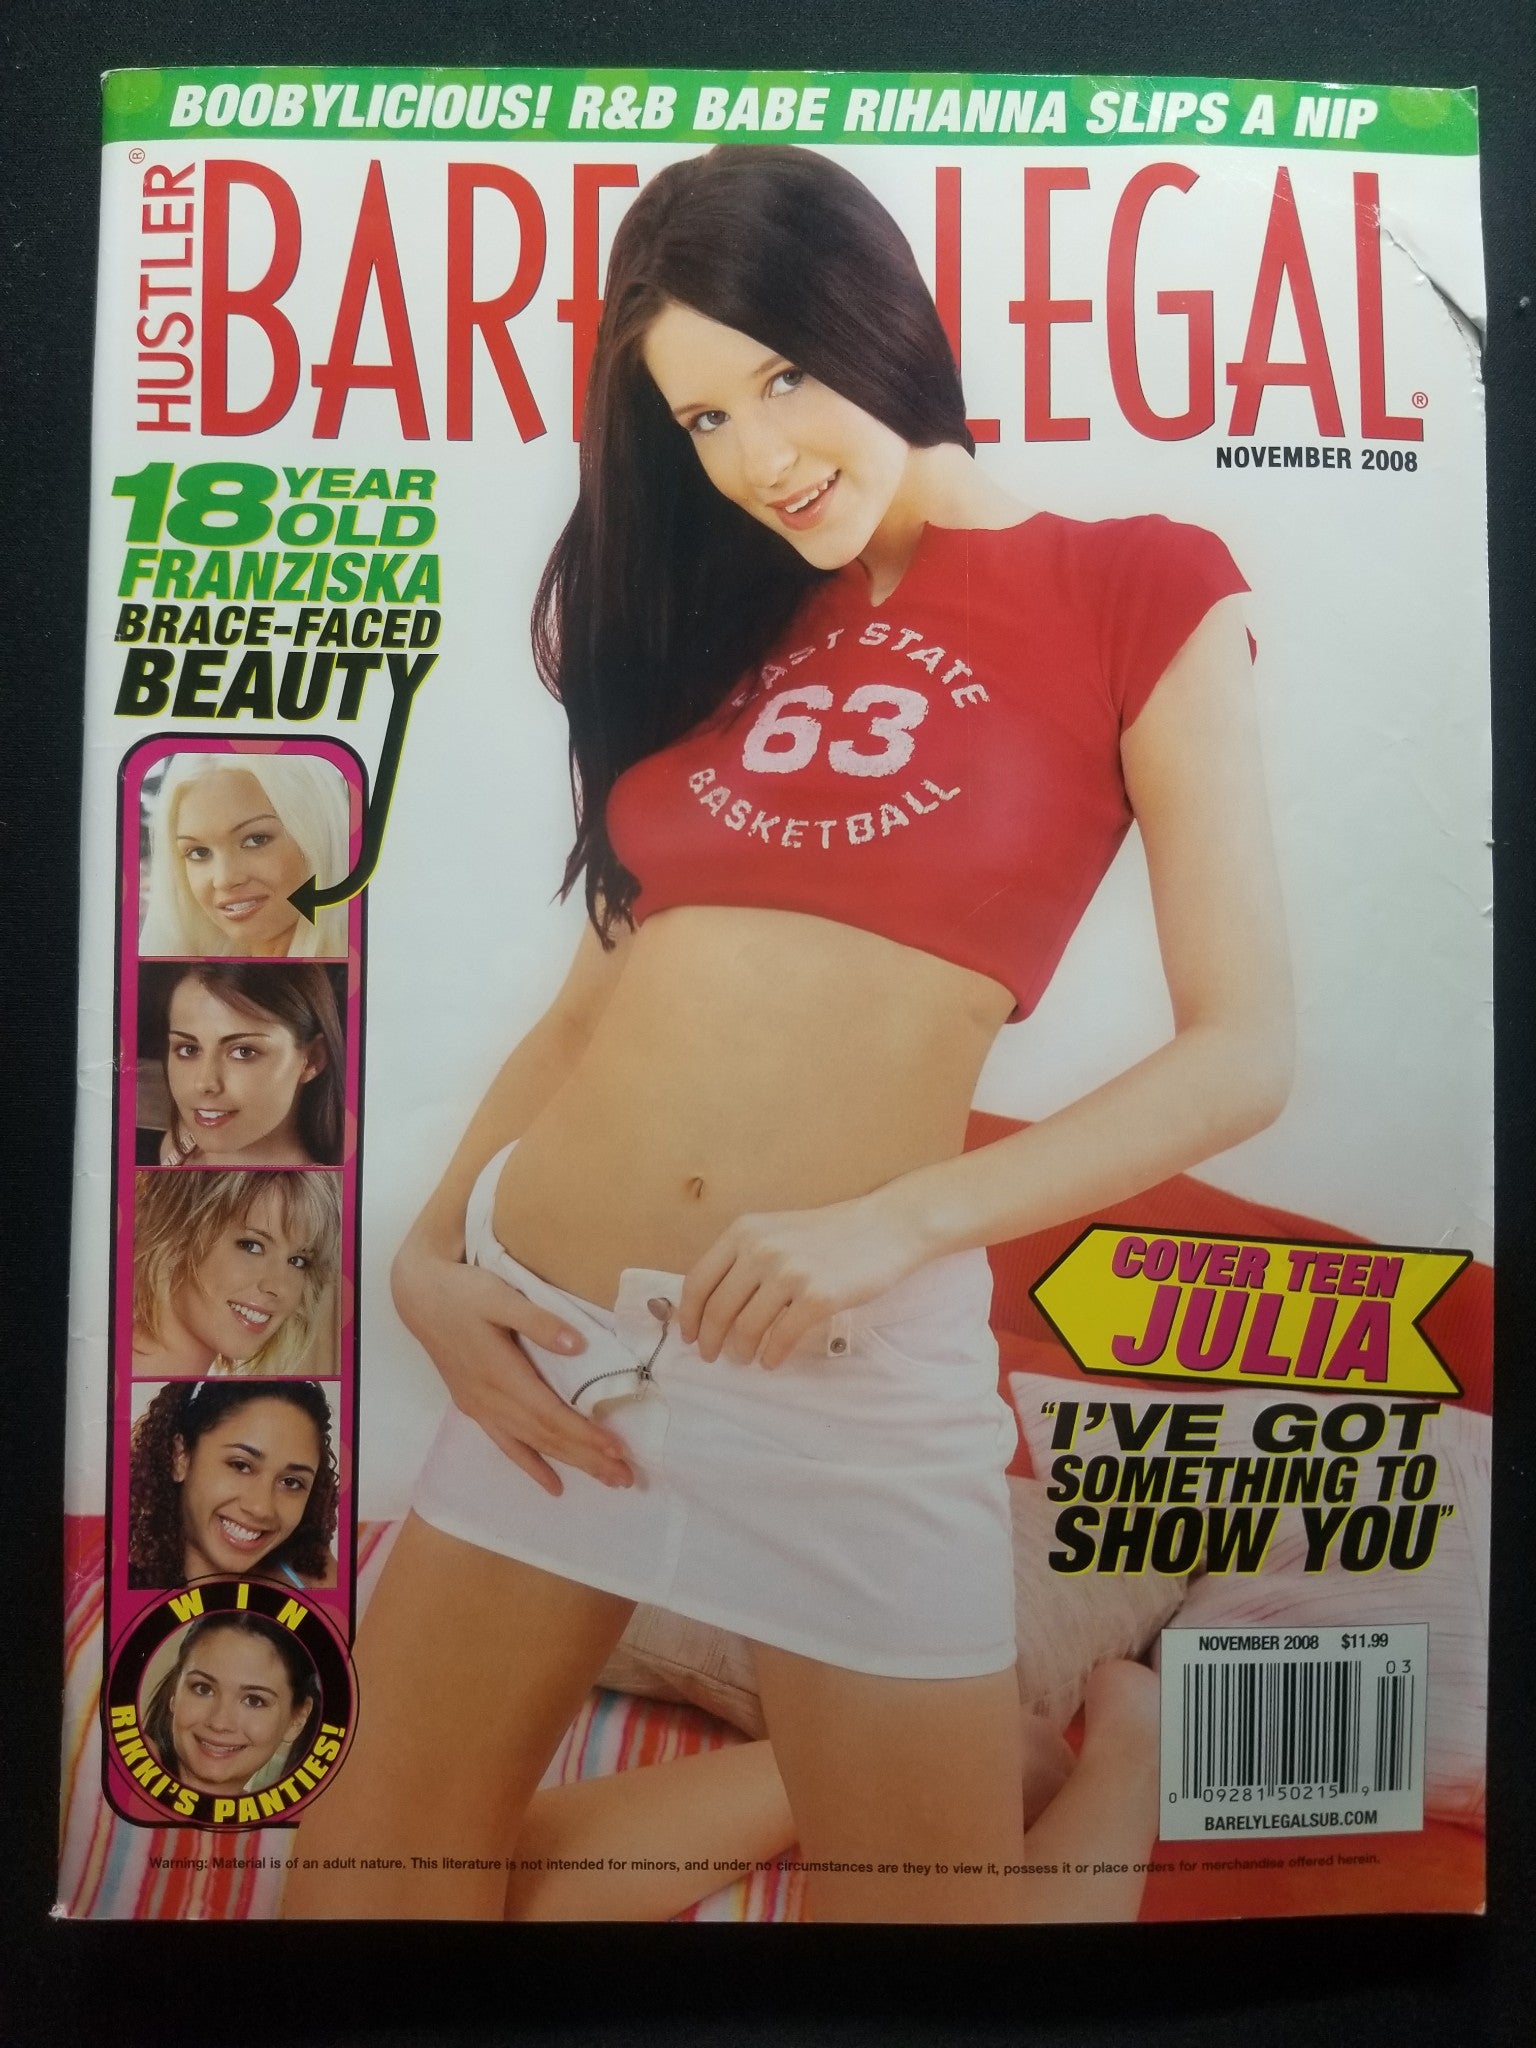 BOOBYLICIOUS! R&B BABE RIHANNA SLIPS A NIP
HUSTLER®
BARELY LEGAL®
NOVEMBER 2008
18 YEAR OLD
FRANZISKA
BRACE-FACED
BEAUTY
EAST STATE
63
BASKETBALL
COVER TEEN
JULIA
"I'VE GOT
SOMETHING TO
SHOW YOU"
WIN
RIKKI'S PANTIES!
NOVEMBER 2008 $11.99
03
0 09281 50215 9
BARELYLEGALSUB.COM
Warning: Material is of an adult nature. This literature is not intended for minors, and under no circumstances are they to view it, possess it or place orders for merchandise offered herein.